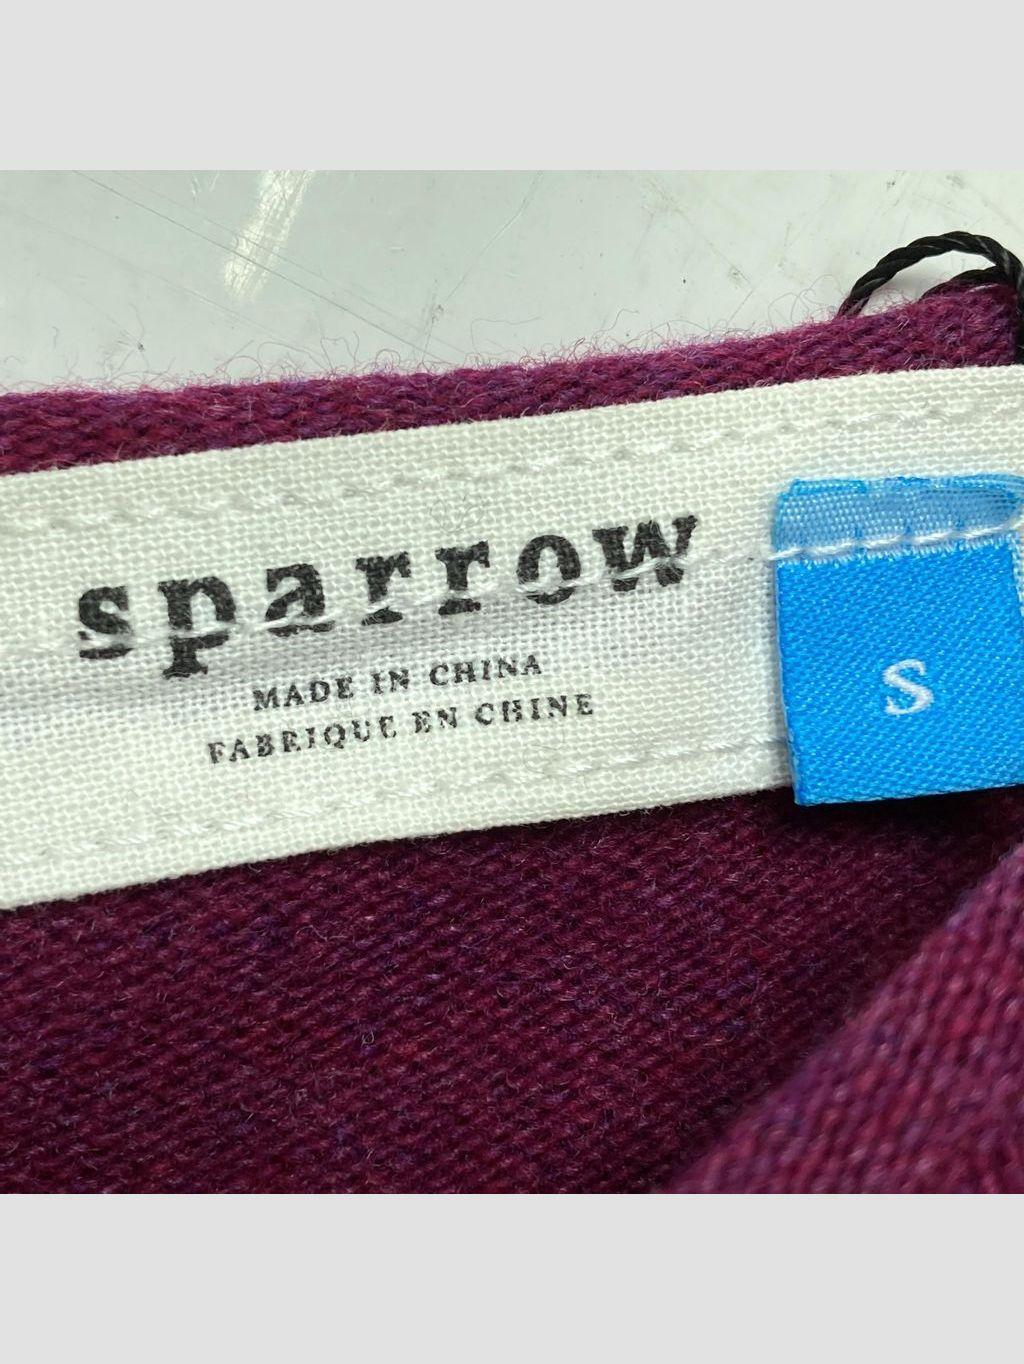 sparrow
MADE IN CHINA
FABRIQUE EN CHINE
S